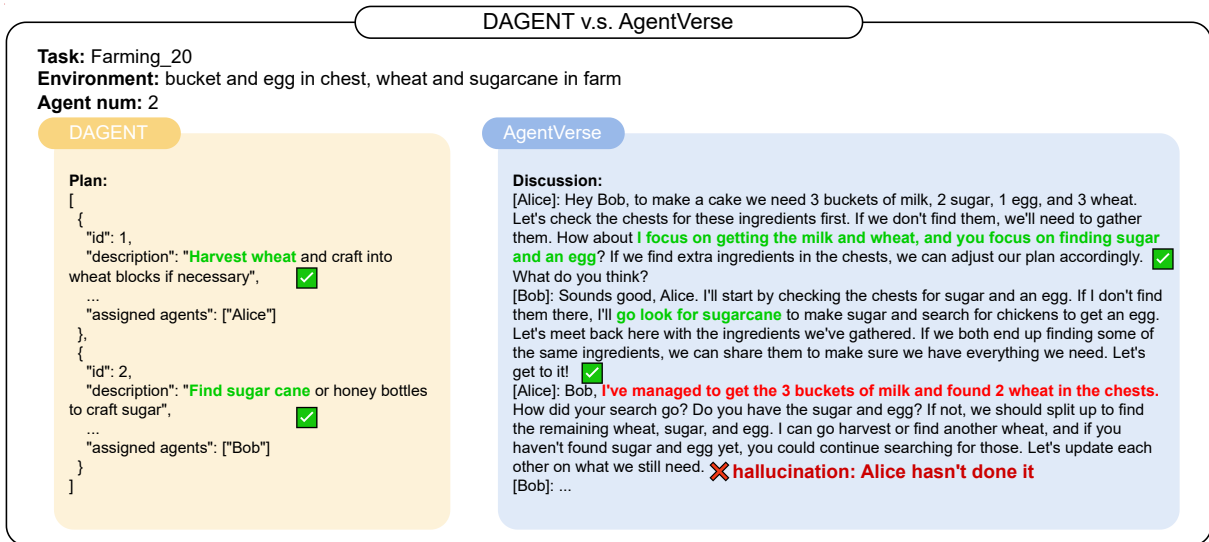 DAGENT v.s. AgentVerse
Task: Farming_20
Environment: bucket and egg in chest, wheat and sugarcane in farm
Agent num: 2
DAGENT
Plan:
[
{
"id": 1,
"description": "Harvest wheat and craft into
wheat blocks if necessary",
...
"assigned agents": ["Alice"]
},
{
"id": 2,
"description": "Find sugar cane or honey bottles
to craft sugar",
...
"assigned agents": ["Bob"]
}
]
AgentVerse
Discussion:
[Alice]: Hey Bob, to make a cake we need 3 buckets of milk, 2 sugar, 1 egg, and 3 wheat.
Let's check the chests for these ingredients first. If we don't find them, we'll need to gather
them. How about I focus on getting the milk and wheat, and you focus on finding sugar
and an egg? If we find extra ingredients in the chests, we can adjust our plan accordingly.
What do you think?
[Bob]: Sounds good, Alice. I'll start by checking the chests for sugar and an egg. If I don't find
them there, I'll go look for sugarcane to make sugar and search for chickens to get an egg.
Let's meet back here with the ingredients we've gathered. If we both end up finding some of
the same ingredients, we can share them to make sure we have everything we need. Let's
get to it!
[Alice]: Bob, I've managed to get the 3 buckets of milk and found 2 wheat in the chests.
How did your search go? Do you have the sugar and egg? If not, we should split up to find
the remaining wheat, sugar, and egg. I can go harvest or find another wheat, and if you
haven't found sugar and egg yet, you could continue searching for those. Let's update each
other on what we still need. hallucination: Alice hasn't done it
[Bob]: ...